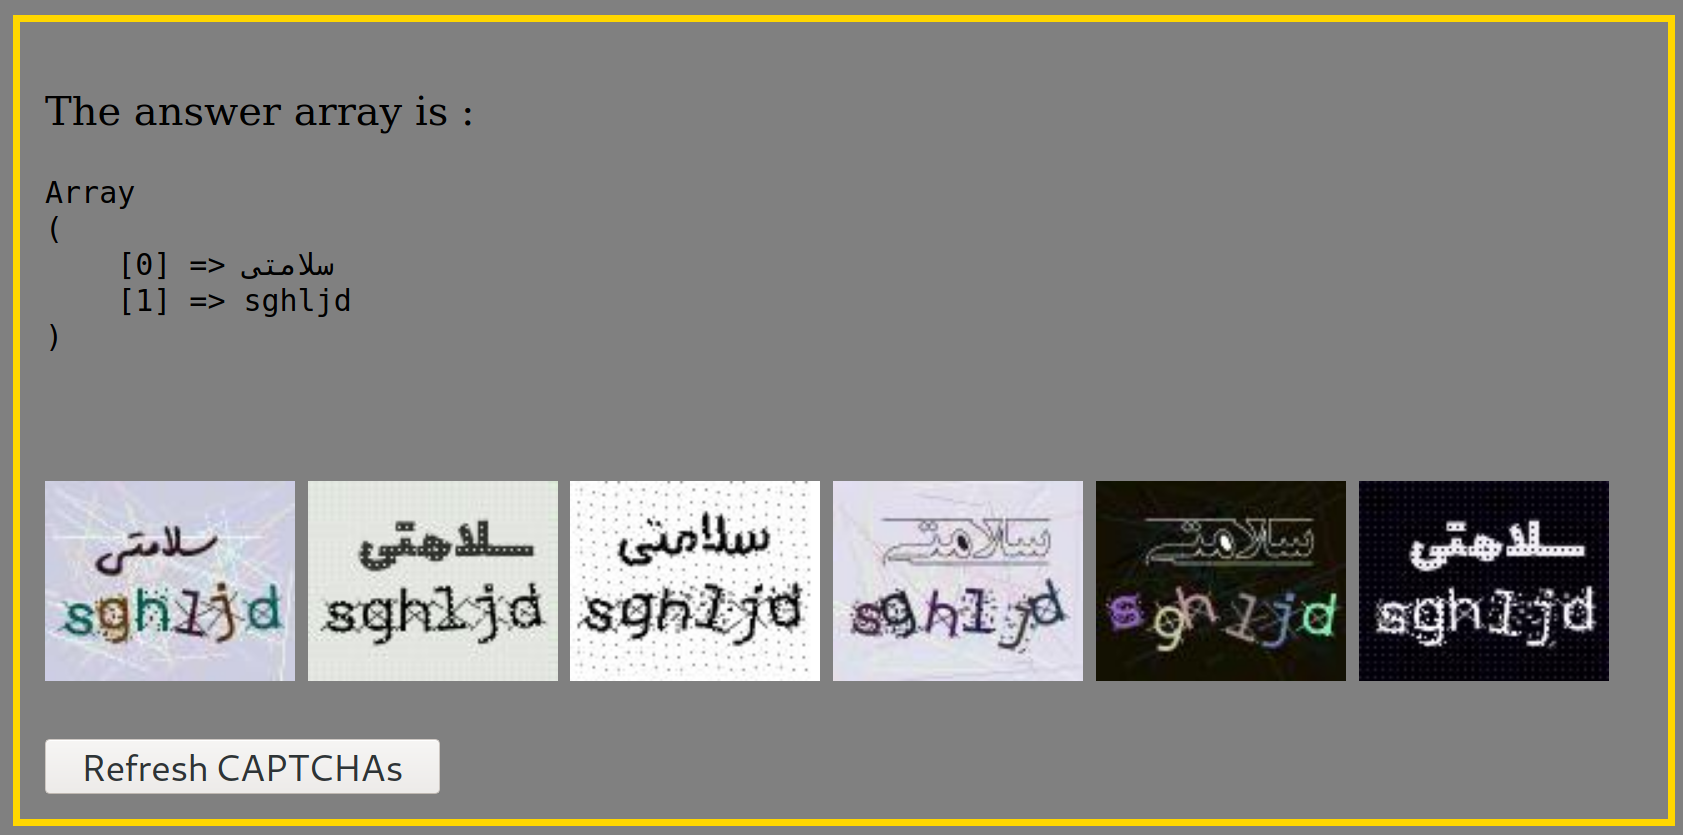 The answer array is :
Array
(
[0] => سلامتی
[1] => sghljd
)
سلامتی
sghljd
سلامتی
sghljd
سلامتی
sghljd
سلامتی
sghljd
سلامتی
sghljd
سلامتی
sghljd
Refresh CAPTCHAs